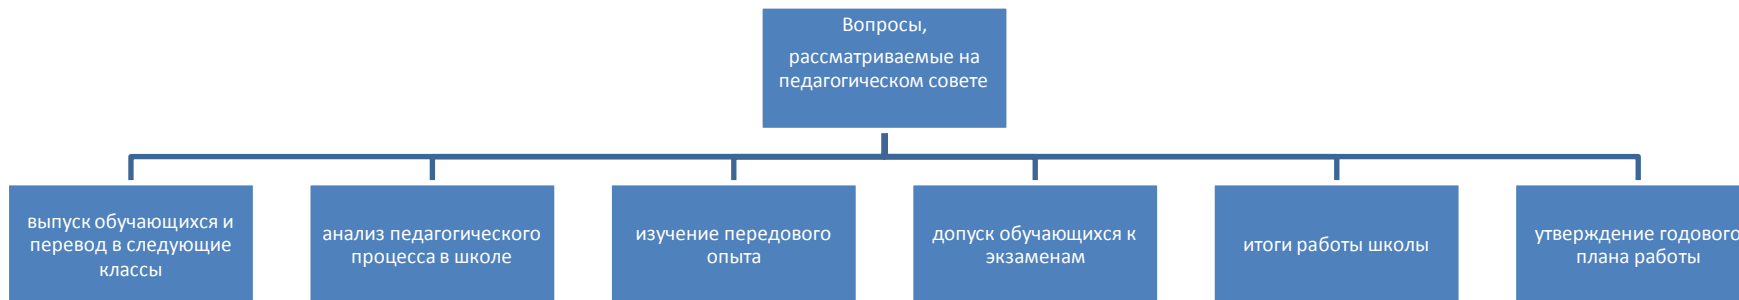 Вопросы,
рассматриваемые на
педагогическом совете
выпуск обучающихся и
перевод в следующие
классы
анализ педагогического
процесса в школе
изучение передового
опыта
допуск обучающихся к
экзаменам
итоги работы школы
утверждение годового
плана работы